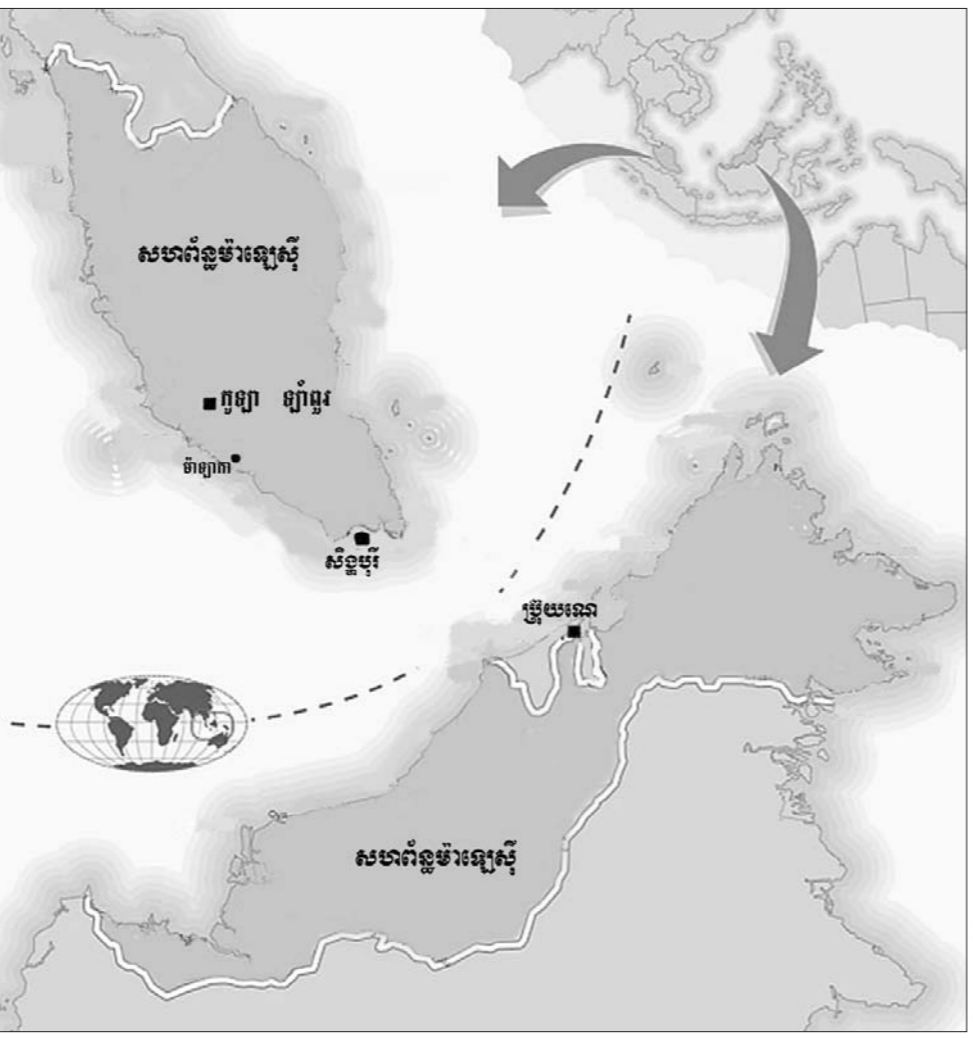 សហព័ន្ធម៉ាឡេស៊ី
កូឡា ឡាំពួរ
ម៉ាឡាកា
សិង្ហបុរី
ប្រ៊ុយណេ
សហព័ន្ធម៉ាឡេស៊ី